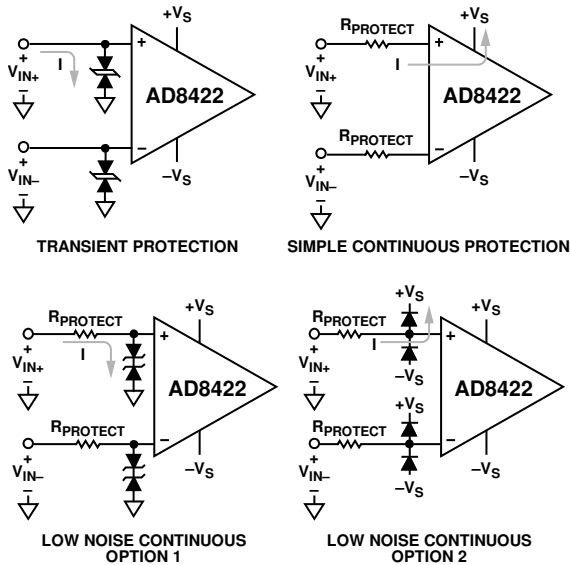 +VS
+
I
VIN+
–
AD8422
VIN–
+
–
–
–VS
TRANSIENT PROTECTION
+VS
RPROTECT
+
I
VIN+
–
AD8422
RPROTECT
VIN–
+
–
–
–VS
SIMPLE CONTINUOUS PROTECTION
+VS
RPROTECT
+
I
VIN+
–
AD8422
RPROTECT
VIN–
+
–
–
–VS
LOW NOISE CONTINUOUS
OPTION 1
+VS
+VS
RPROTECT
+
I
VIN+
–
–VS
AD8422
+VS
RPROTECT
VIN–
+
–
–
–VS
–VS
LOW NOISE CONTINUOUS
OPTION 2